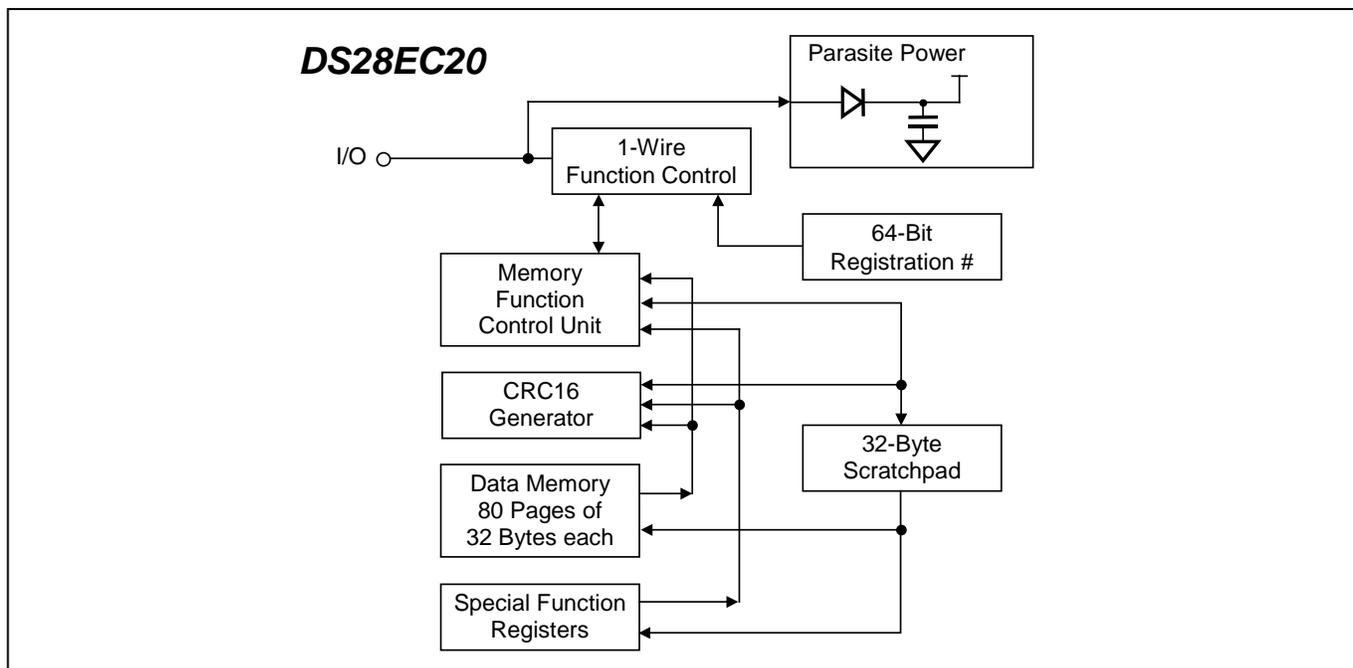 DS28EC20
Parasite Power
I/O
1-Wire
Function Control
64-Bit
Registration #
Memory
Function
Control Unit
CRC16
Generator
32-Byte
Scratchpad
Data Memory
80 Pages of
32 Bytes each
Special Function
Registers